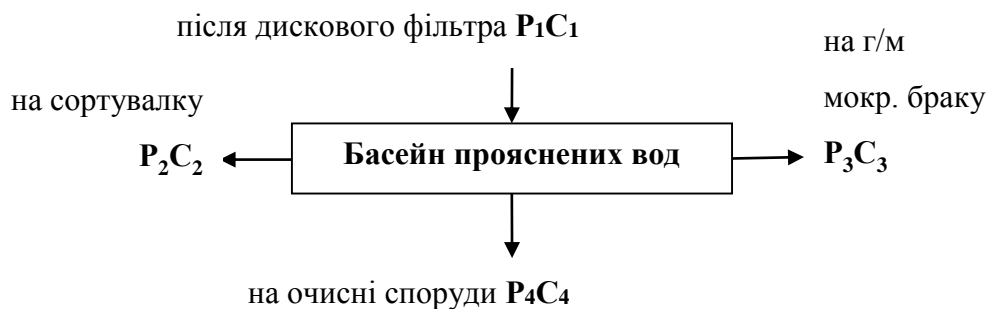 після дискового фільтра P₁C₁
на г/м
на сортувалку
мокр. браку
P₂C₂
Басейн прояснених вод
P₃C₃
на очисні споруди P₄C₄